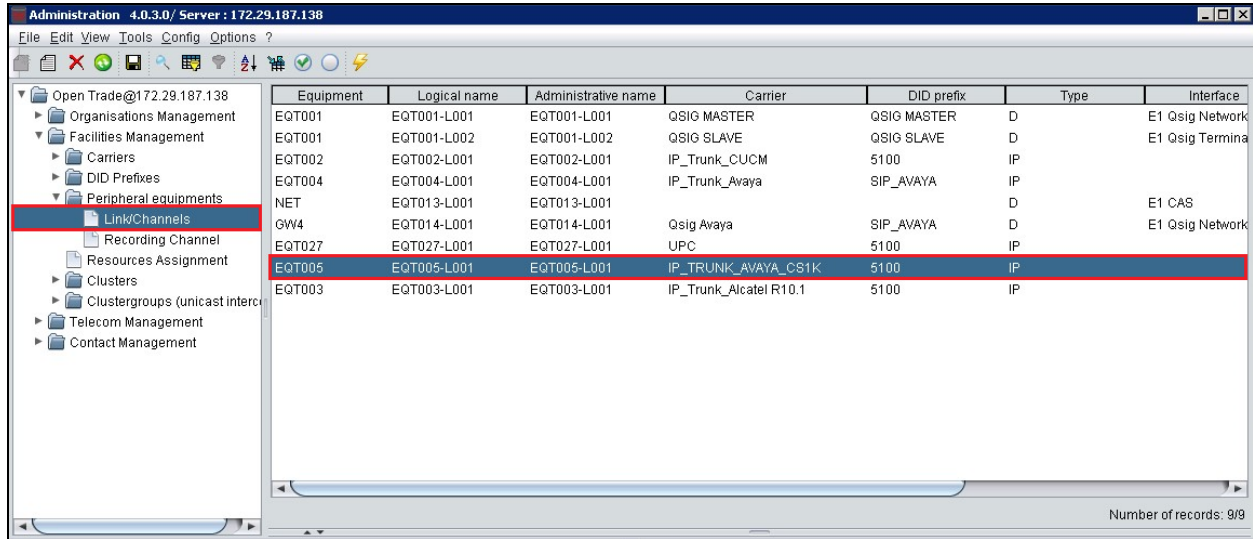 Administration 4.0.3.0/ Server : 172.29.187.138
File Edit View Tools Config Options ?
Open Trade@172.29.187.138
Organisations Management
Facilities Management
Carriers
DID Prefixes
Peripheral equipments
Link/Channels
Recording Channel
Resources Assignment
Clusters
Clustergroups (unicast interc
Telecom Management
Contact Management
Equipment Logical name Administrative name Carrier DID prefix Type Interface
EQT001 EQT001-L001 EQT001-L001 QSIG MASTER QSIG MASTER D E1 Qsig Network
EQT001 EQT001-L002 EQT001-L002 QSIG SLAVE QSIG SLAVE D E1 Qsig Termina
EQT002 EQT002-L001 EQT002-L001 IP_Trunk_CUCM 5100 IP
EQT004 EQT004-L001 EQT004-L001 IP_Trunk_Avaya SIP_AVAYA IP
NET EQT013-L001 EQT013-L001 D E1 CAS
GW4 EQT014-L001 EQT014-L001 Qsig Avaya SIP_AVAYA D E1 Qsig Network
EQT027 EQT027-L001 EQT027-L001 UPC 5100 IP
EQT005 EQT005-L001 EQT005-L001 IP_TRUNK_AVAYA_CS1K 5100 IP
EQT003 EQT003-L001 EQT003-L001 IP_Trunk_Alcatel R10.1 5100 IP
Number of records: 9/9